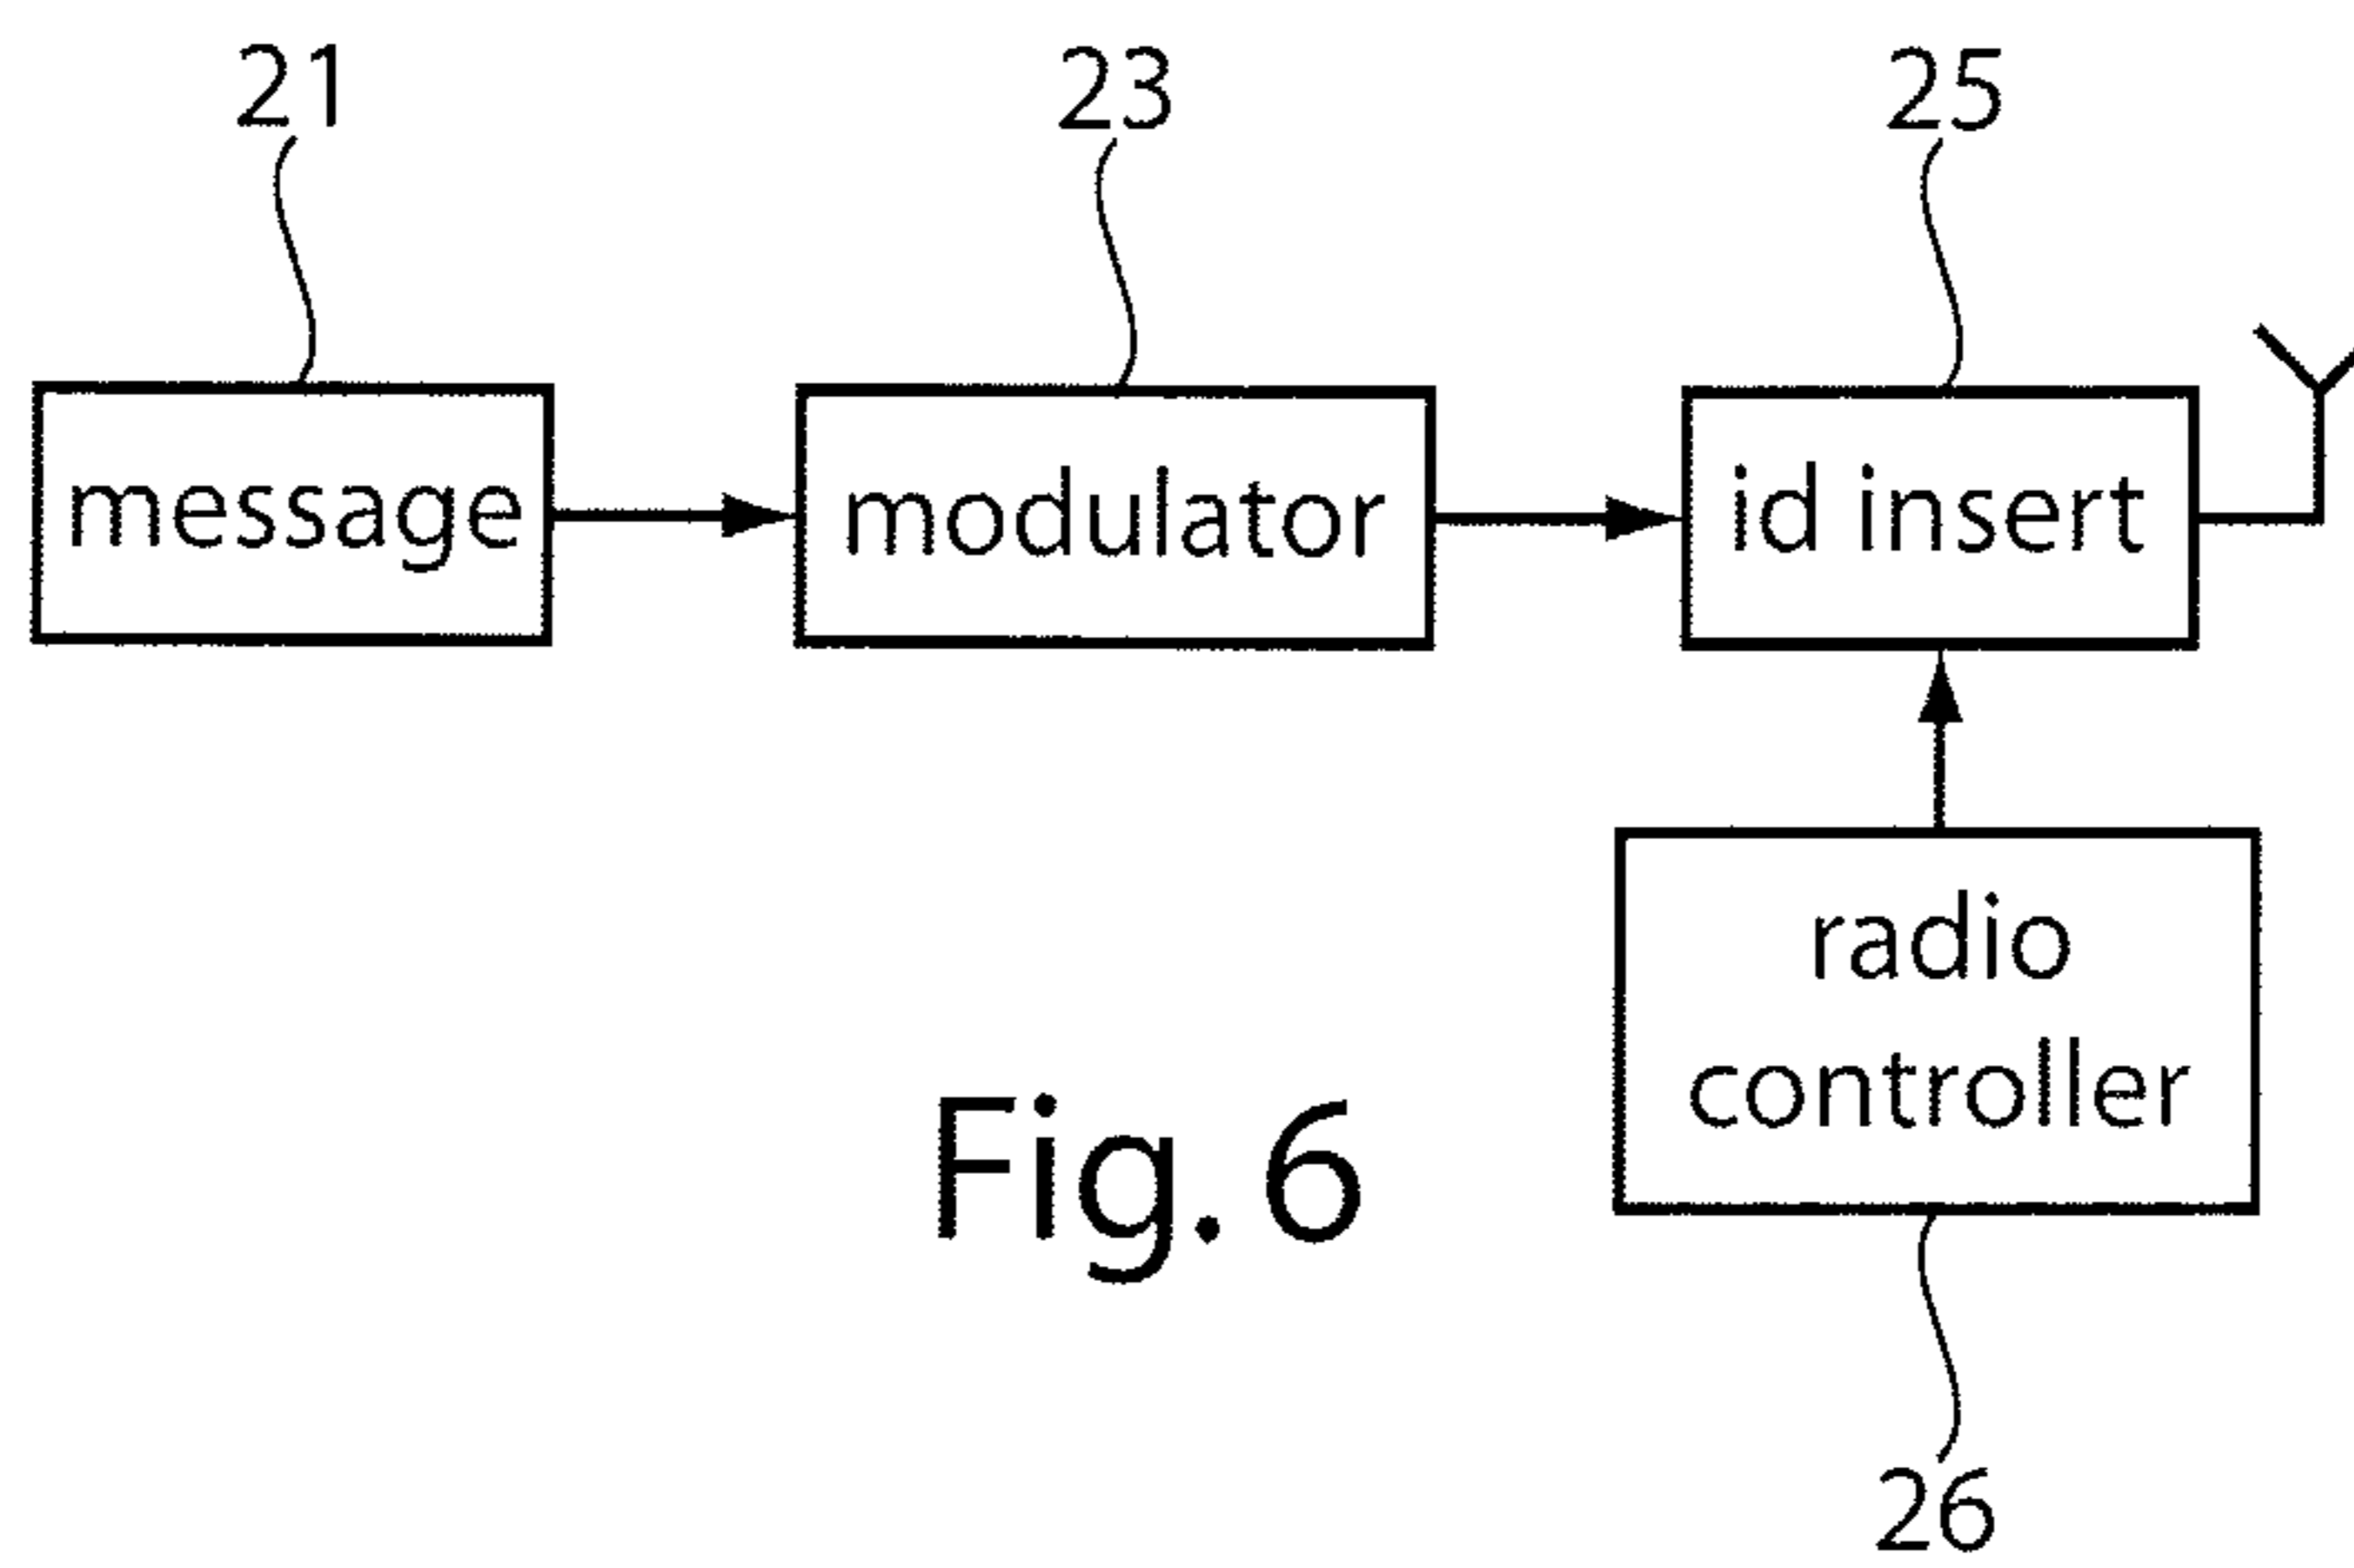 21
23
25
message
modulator
id insert
radio
controller
Fig. 6
26